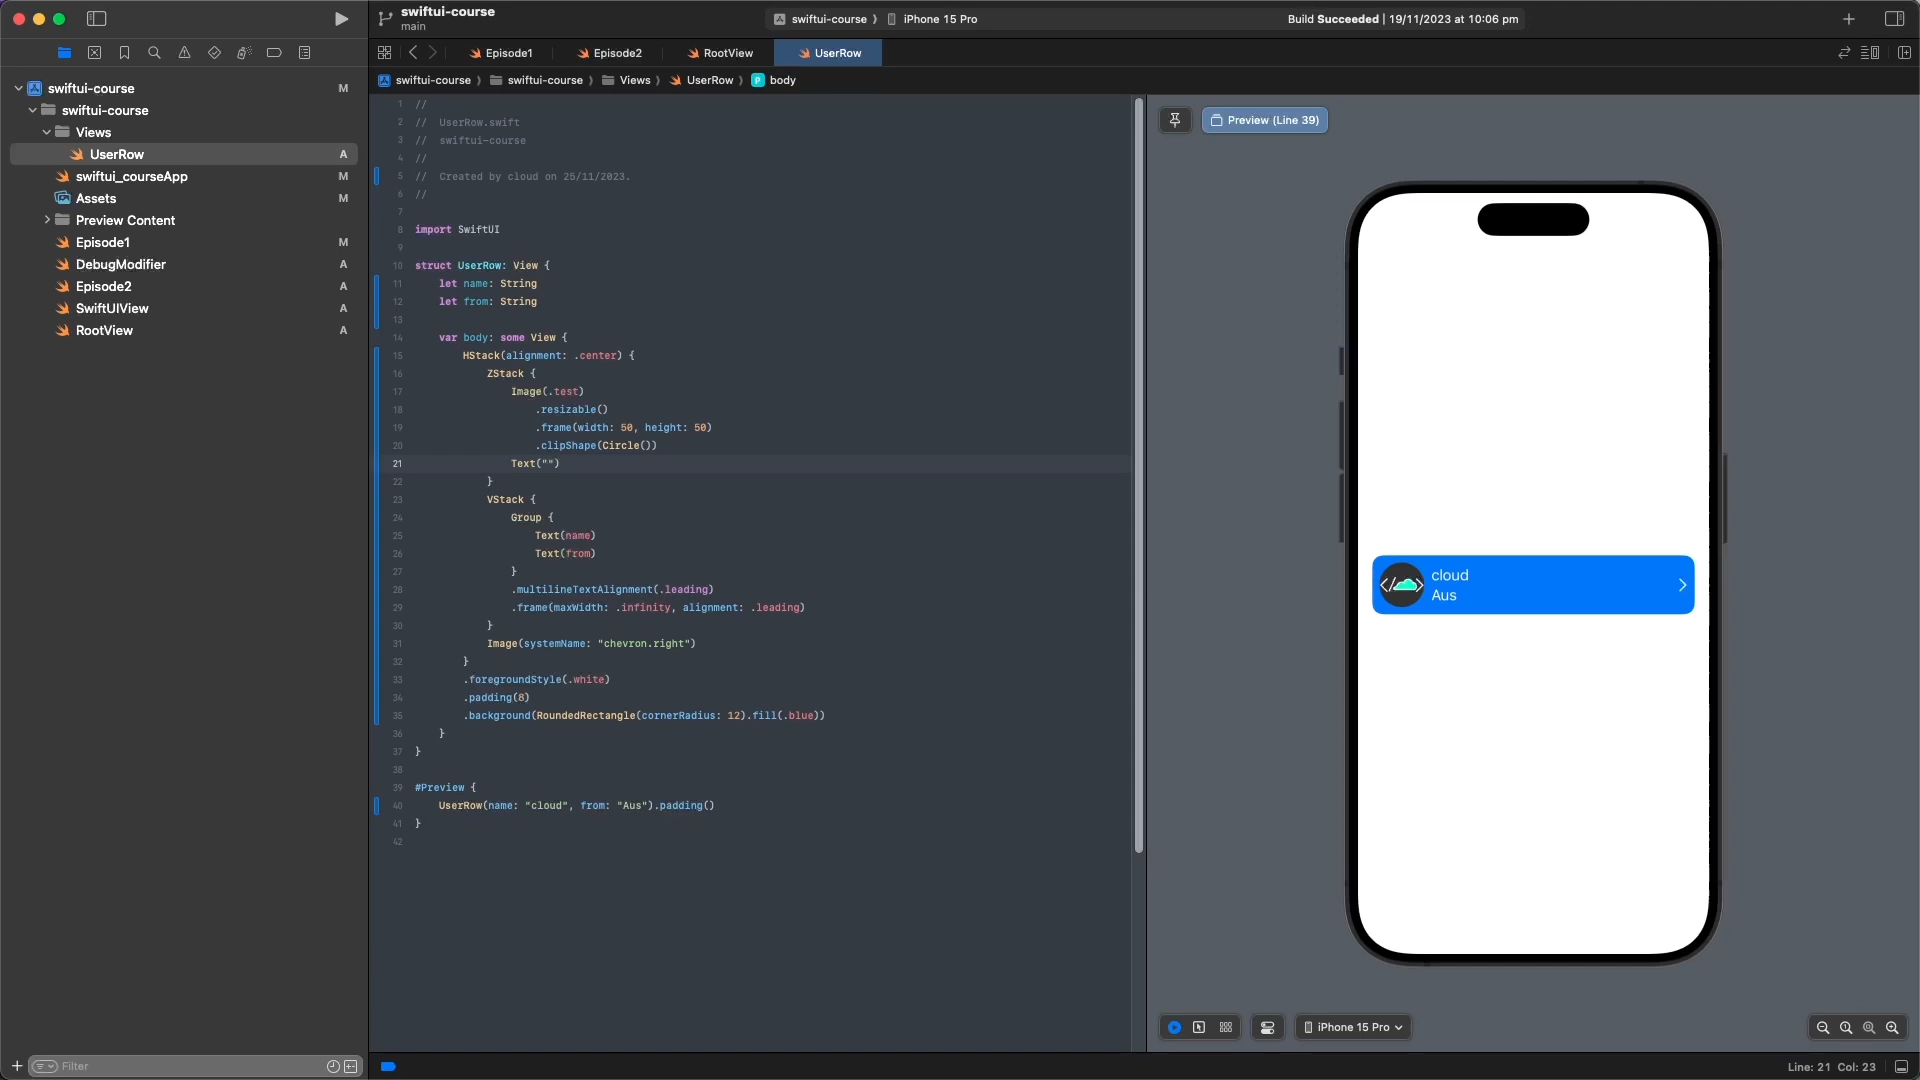 swiftui-course
main
swiftui-course 〉 iPhone 15 Pro
Build Succeeded | 19/11/2023 at 10:06 pm
Episode1
Episode2
RootView
UserRow
swiftui-course 〉 swiftui-course 〉 Views 〉 UserRow 〉 P body
swiftui-course M
swiftui-course
Views
UserRow A
swiftui_courseApp M
Assets M
Preview Content
Episode1 M
DebugModifier A
Episode2 A
SwiftUIView A
RootView A
Filter
1 //
2 //  UserRow.swift
3 //  swiftui-course
4 //
5 //  Created by cloud on 25/11/2023.
6 //
7
8 import SwiftUI
9
10 struct UserRow: View {
11     let name: String
12     let from: String
13
14     var body: some View {
15         HStack(alignment: .center) {
16             ZStack {
17                 Image(.test)
18                     .resizable()
19                     .frame(width: 50, height: 50)
20                     .clipShape(Circle())
21                 Text("")
22             }
23             VStack {
24                 Group {
25                     Text(name)
26                     Text(from)
27                 }
28                 .multilineTextAlignment(.leading)
29                 .frame(maxWidth: .infinity, alignment: .leading)
30             }
31             Image(systemName: "chevron.right")
32         }
33         .foregroundStyle(.white)
34         .padding(8)
35         .background(RoundedRectangle(cornerRadius: 12).fill(.blue))
36     }
37 }
38
39 #Preview {
40     UserRow(name: "cloud", from: "Aus").padding()
41 }
42
Preview (Line 39)
cloud
Aus
iPhone 15 Pro
Line: 21 Col: 23